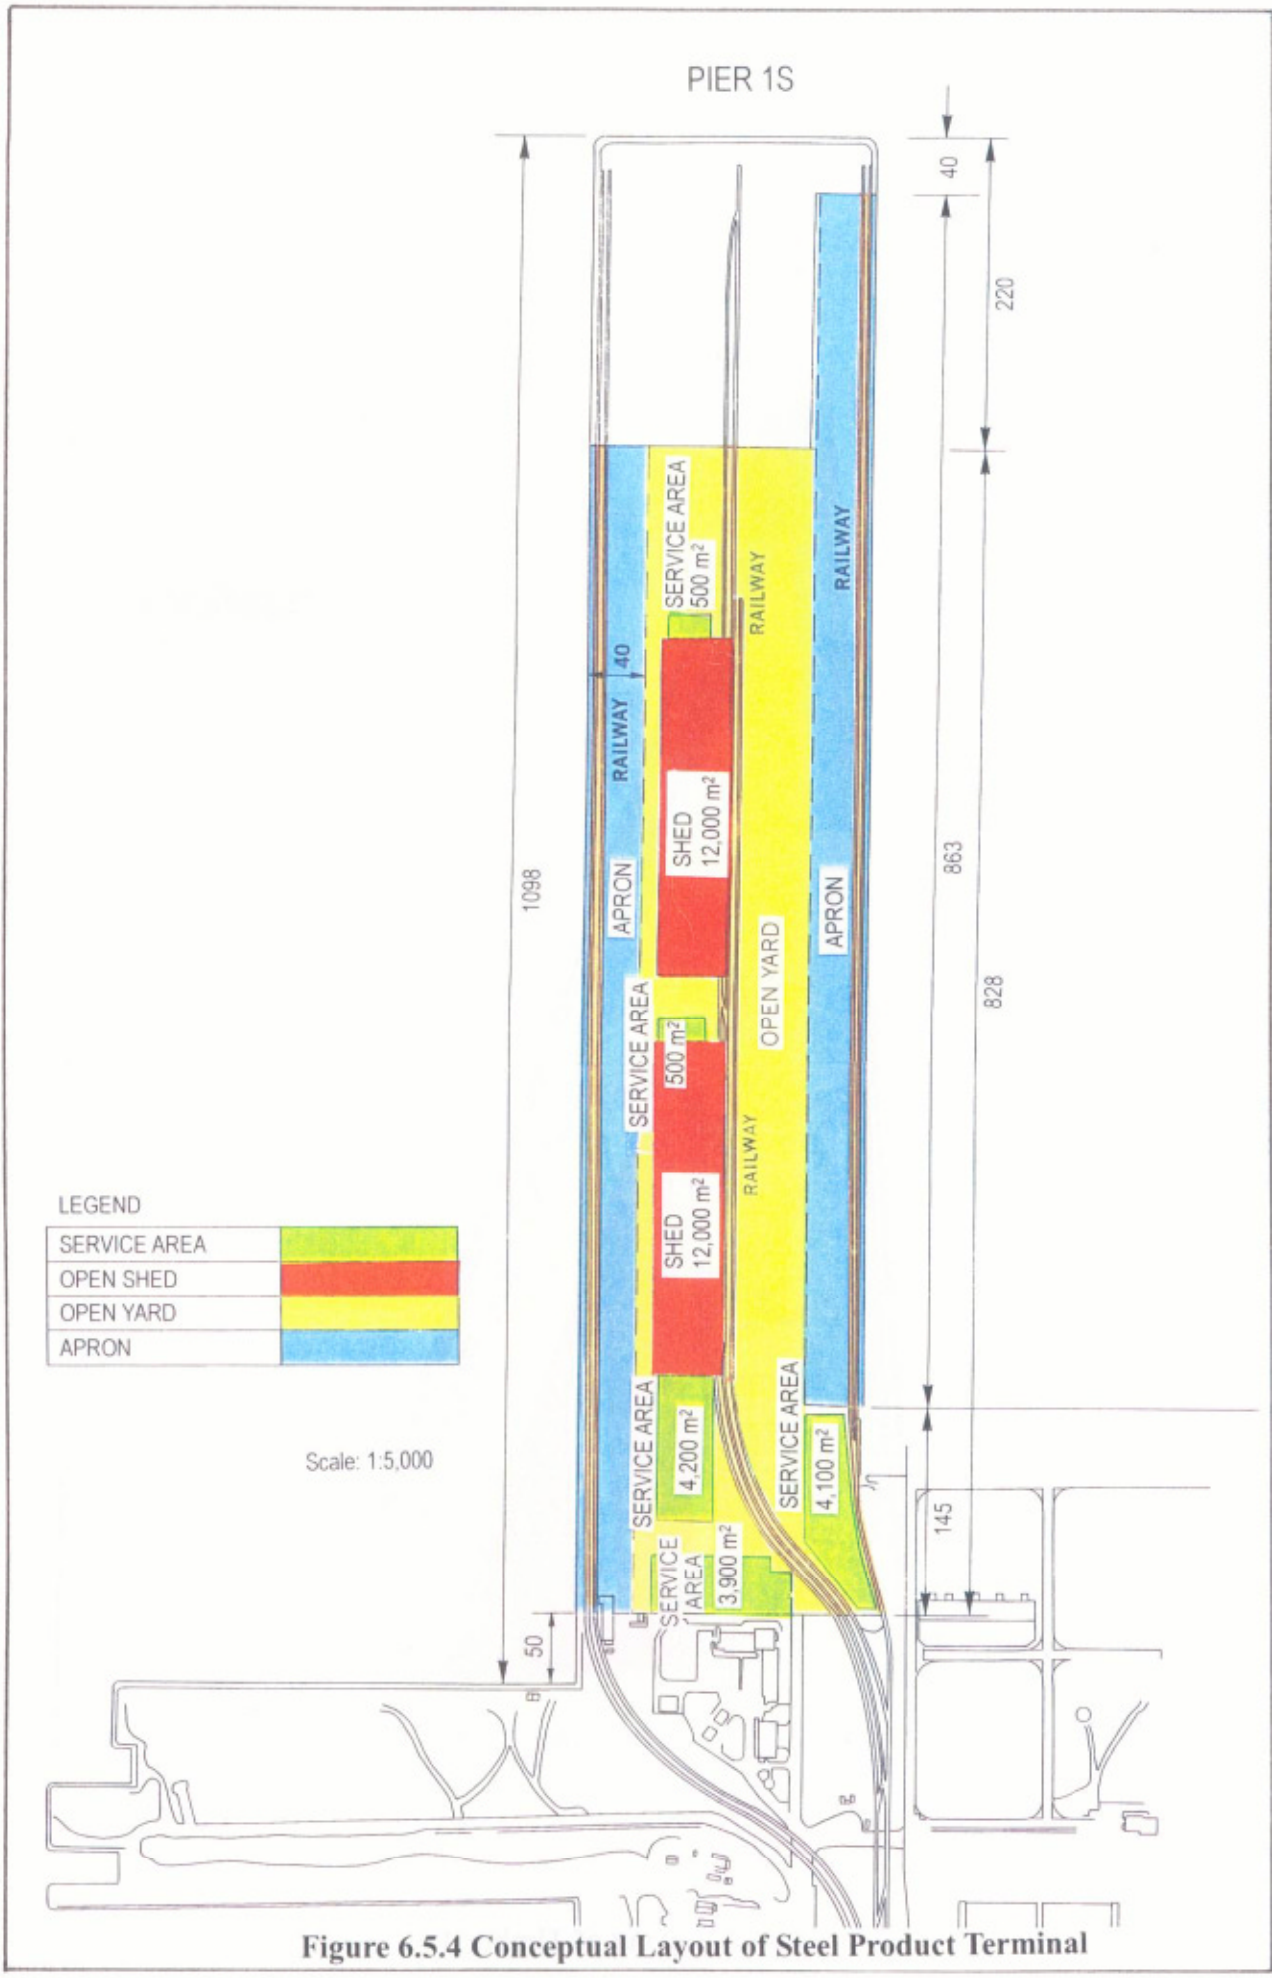 PIER 1S
40
220
SERVICE AREA
500 m²
RAILWAY
RAILWAY
40
RAILWAY
SHED
12,000 m²
863
1098
APRON
APRON
OPEN YARD
828
SERVICE AREA
500 m²
RAILWAY
SHED
12,000 m²
LEGEND
SERVICE AREA
OPEN SHED
OPEN YARD
APRON
SERVICE AREA
4,200 m²
SERVICE AREA
4,100 m²
Scale: 1:5,000
145
SERVICE
AREA
3,900 m²
50
Figure 6.5.4 Conceptual Layout of Steel Product Terminal